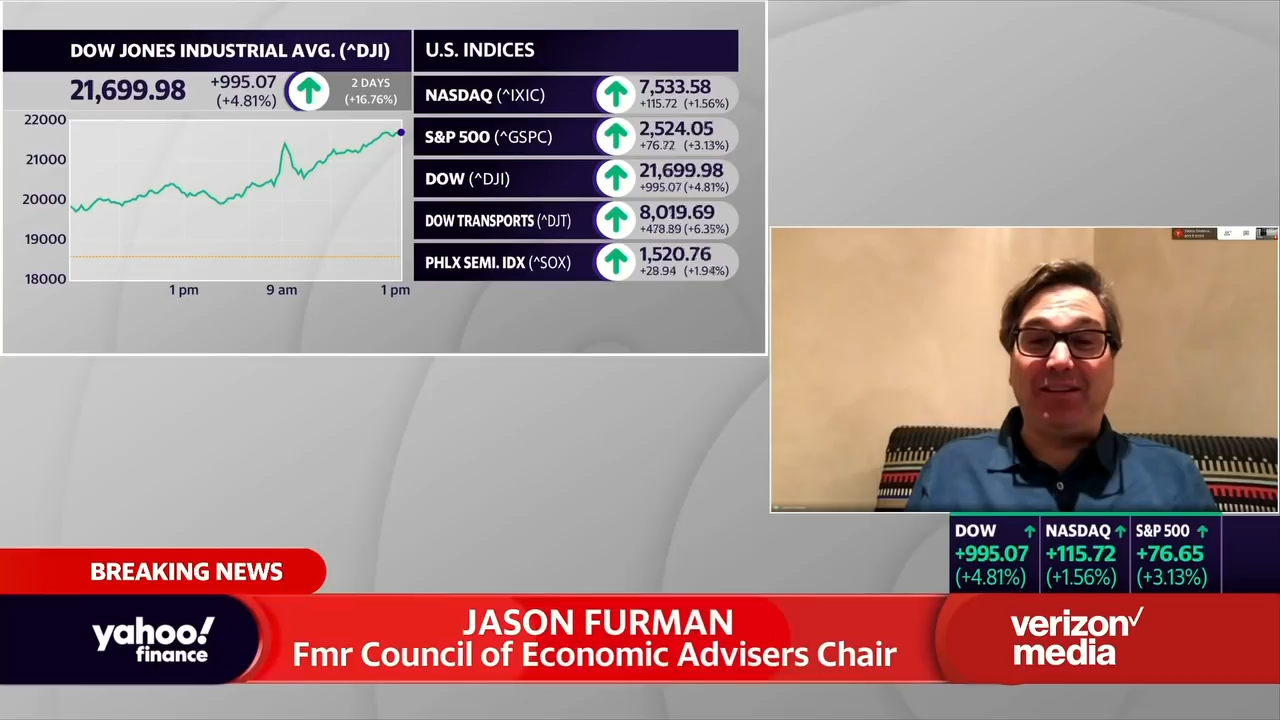 DOW JONES INDUSTRIAL AVG. (^DJI)
21,699.98
+995.07
(+4.81%)
2 DAYS
(+16.76%)
22000
21000
20000
19000
18000
1 pm
9 am
1 pm
U.S. INDICES
NASDAQ (^IXIC)
7,533.58
+115.72 (+1.56%)
S&P 500 (^GSPC)
2,524.05
+76.72 (+3.13%)
DOW (^DJI)
21,699.98
+995.07 (+4.81%)
DOW TRANSPORTS (^DJT)
8,019.69
+478.89 (+6.35%)
PHLX SEMI. IDX (^SOX)
1,520.76
+28.94 (+1.94%)
DOW
+995.07
(+4.81%)
NASDAQ
+115.72
(+1.56%)
S&P 500
+76.65
(+3.13%)
BREAKING NEWS
yahoo!
finance
JASON FURMAN
Fmr Council of Economic Advisers Chair
verizon
media